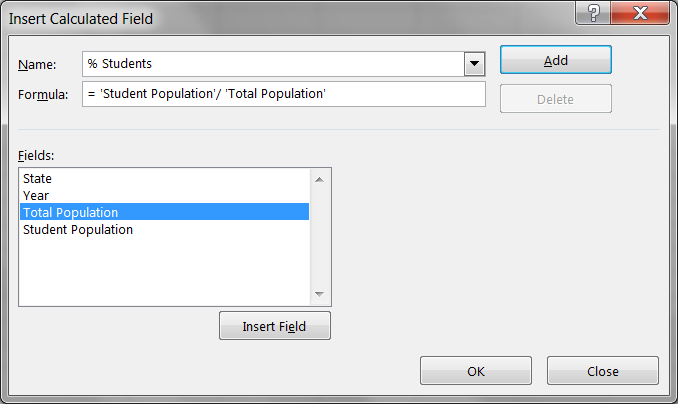 Insert Calculated Field
?
Name: % Students Add
Formula: = 'Student Population'/ 'Total Population' Delete
Fields:
State
Year
Total Population
Student Population
Insert Field
OK Close